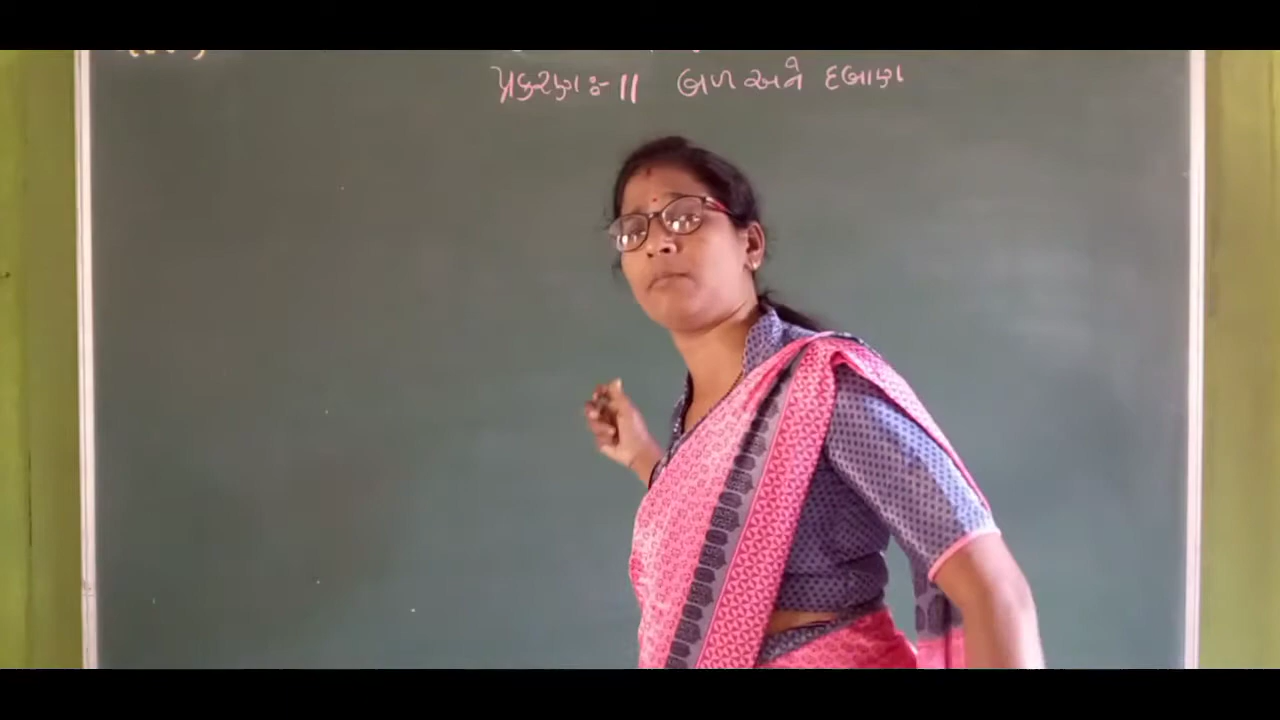 પ્રકરણ :- 11 બળ અને દબાણ